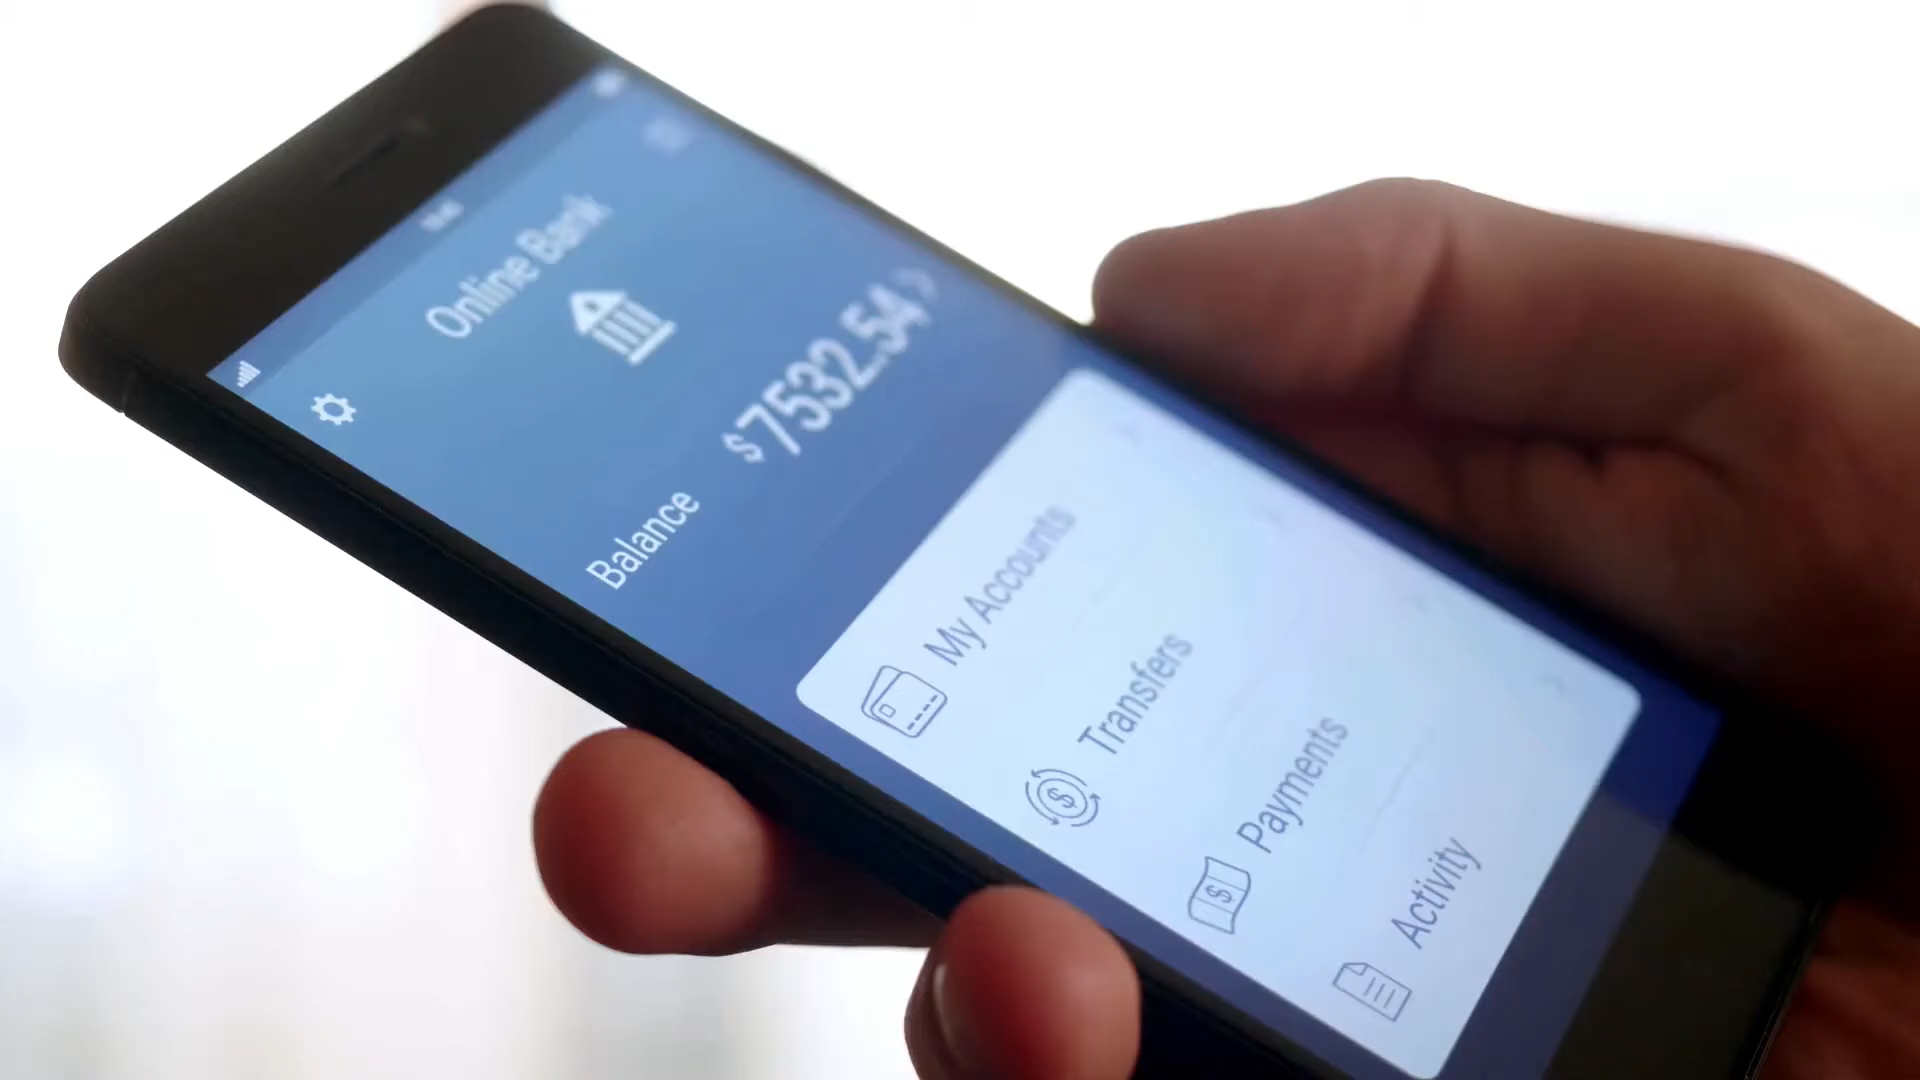 Online Bank
Balance
$7532.54
My Accounts
Transfers
Payments
Activity